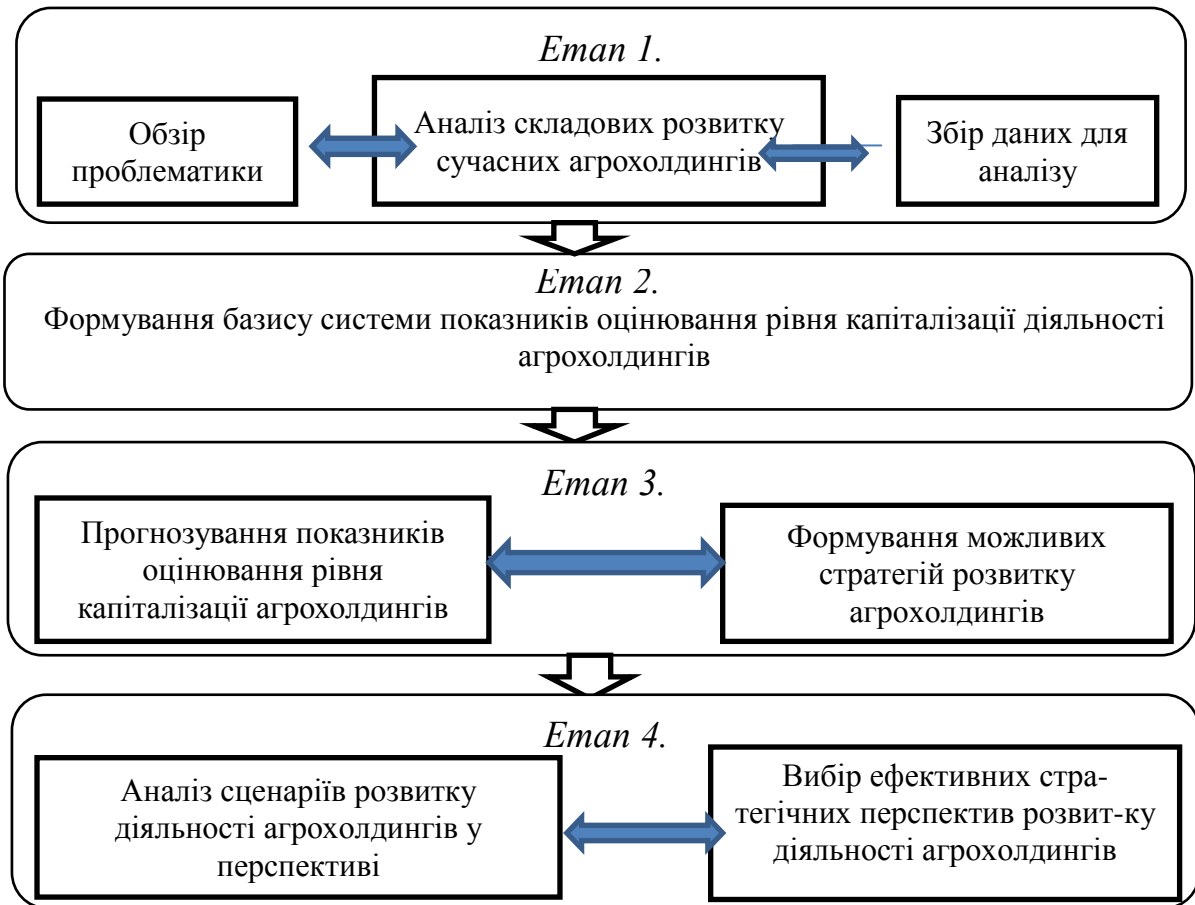 Етап 1.
Обзір
проблематики
Аналіз складових розвитку
сучасних агрохолдингів
Збір даних для
аналізу
Етап 2.
Формування базису системи показників оцінювання рівня капіталізації діяльності
агрохолдингів
Етап 3.
Прогнозування показників
оцінювання рівня
капіталізації агрохолдингів
Формування можливих
стратегій розвитку
агрохолдингів
Етап 4.
Аналіз сценаріїв розвитку
діяльності агрохолдингів у
перспективі
Вибір ефективних стра-
тегічних перспектив розвит-ку
діяльності агрохолдингів